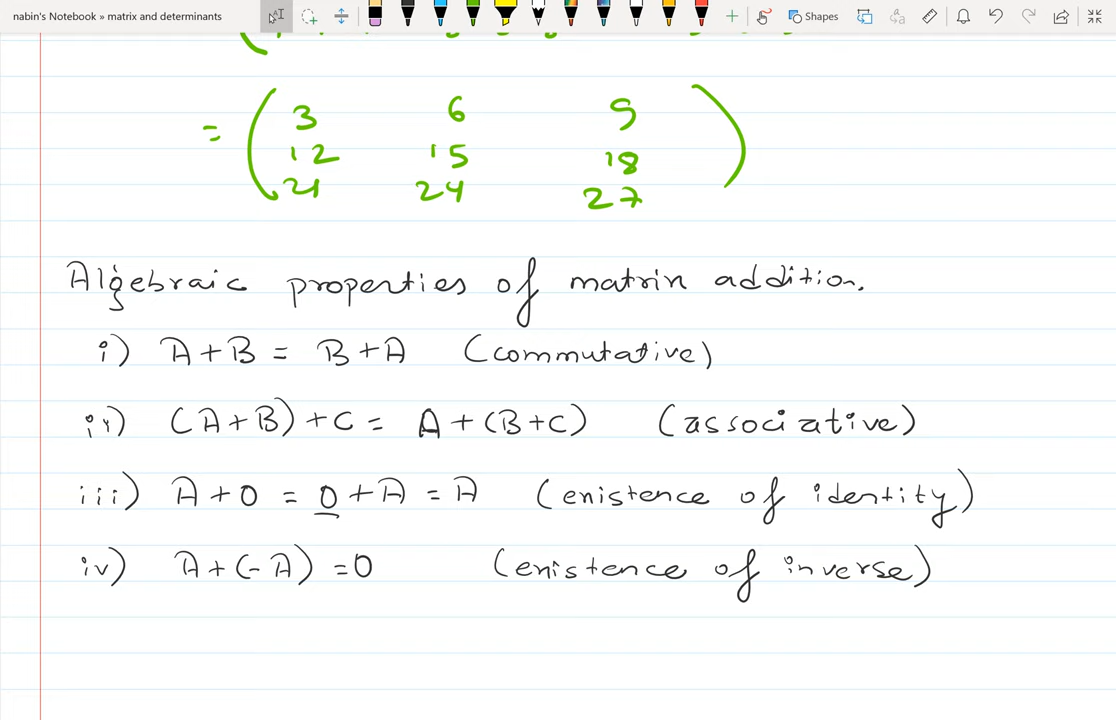 nabin's Notebook » matrix and determinants
Shapes
= ( 3 6 9
12 15 18
21 24 27 )
Algebraic properties of matrix addition.
i) A+B = B+A (commutative)
ii) (A+B)+C = A+(B+C) (associative)
iii) A+0 = 0+A = A (existence of identity)
iv) A+(-A) = 0 (existence of inverse)